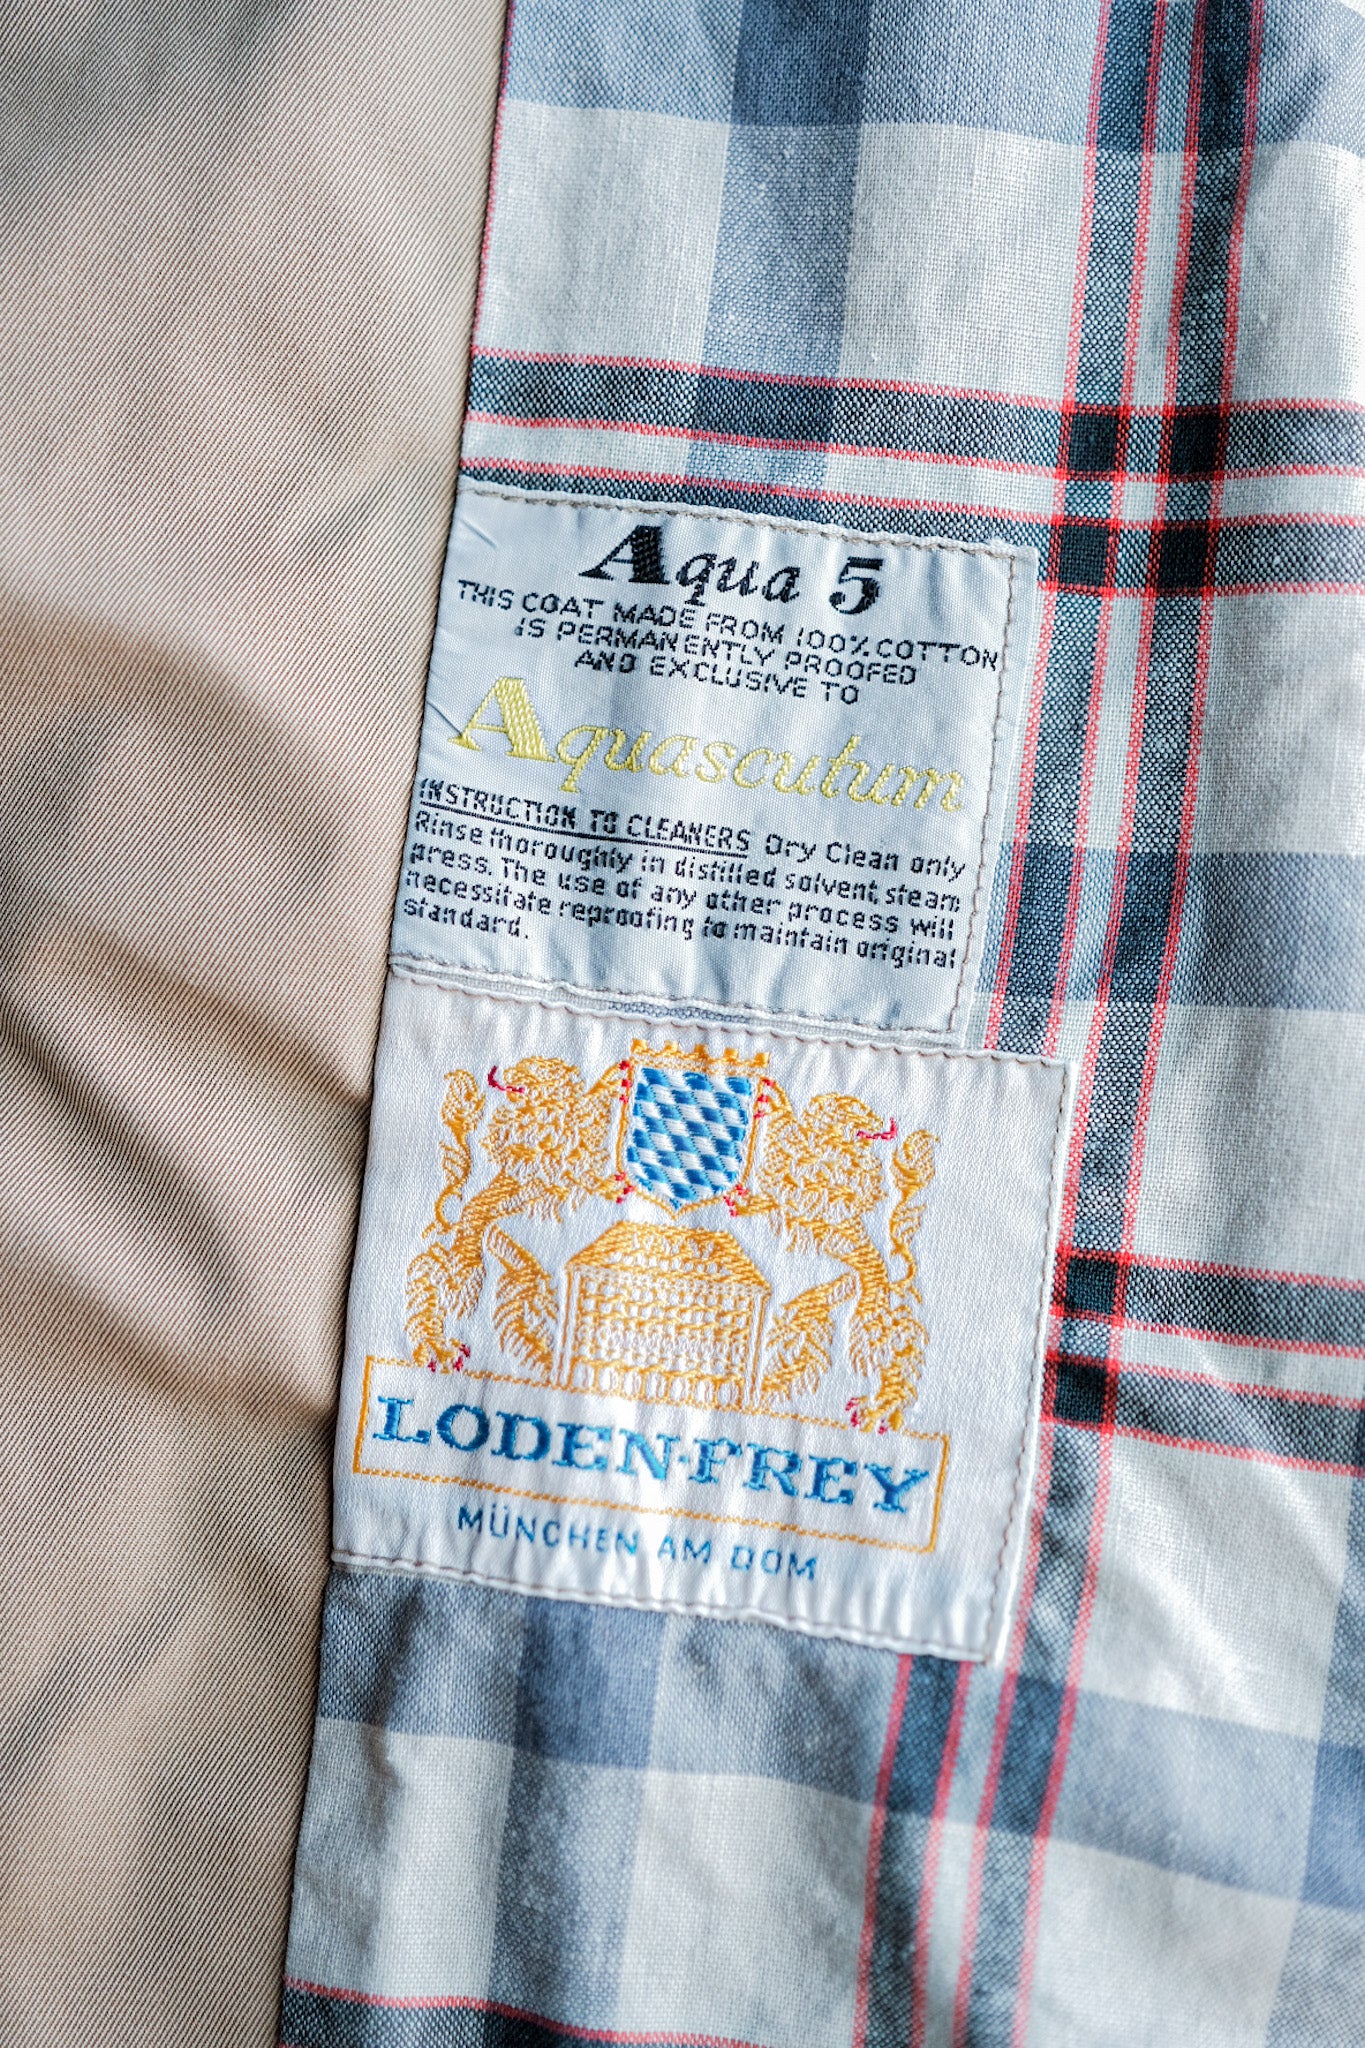 Aqua 5
THIS COAT MADE FROM 100% COTTON
IS PERMANENTLY PROOFED
AND EXCLUSIVE TO
Aquascutum
INSTRUCTION TO CLEANERS Dry Clean only
Rinse thoroughly in distilled solvent, steam
press. The use of any other process will
necessitate reproofing to maintain original
standard.
LODEN-FREY
MÜNCHEN AM DOM